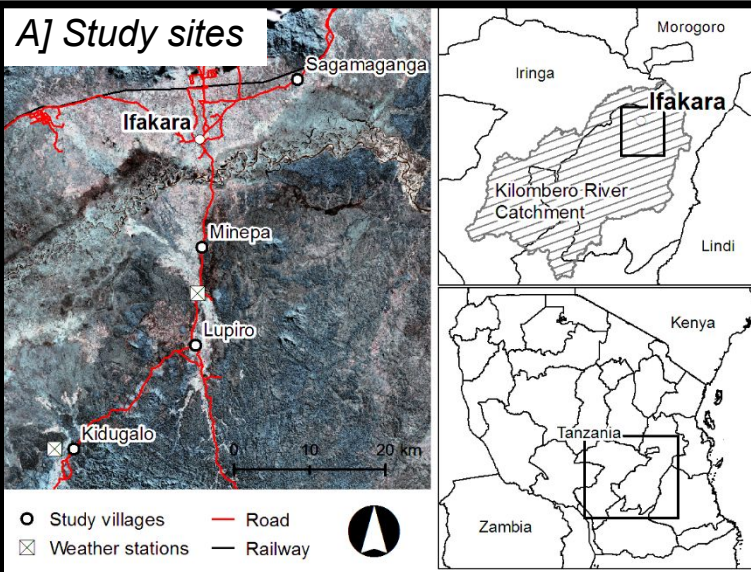 A] Study sites
Sagamaganga
Ifakara
Minepa
Lupiro
Kidugalo
0 10 20 km
Study villages
Road
Weather stations
Railway
Morogoro
Iringa
Ifakara
Kilombero River
Catchment
Lindi
Kenya
Tanzania
Zambia